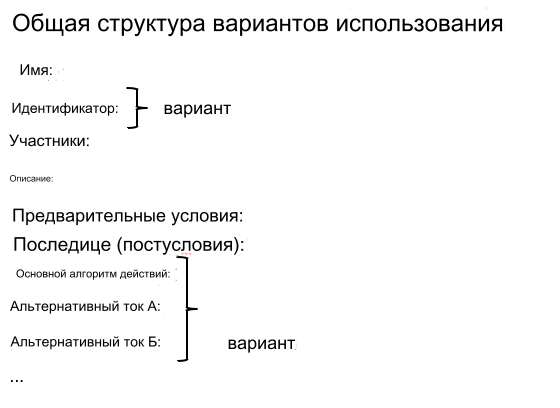 Общая структура вариантов использования
Имя:
Идентификатор:
вариант
Участники:
Описание:
Предварительные условия:
Последице (постусловия):
Основной алгоритм действий:
Альтернативный ток А:
Альтернативный ток Б:
вариант
...